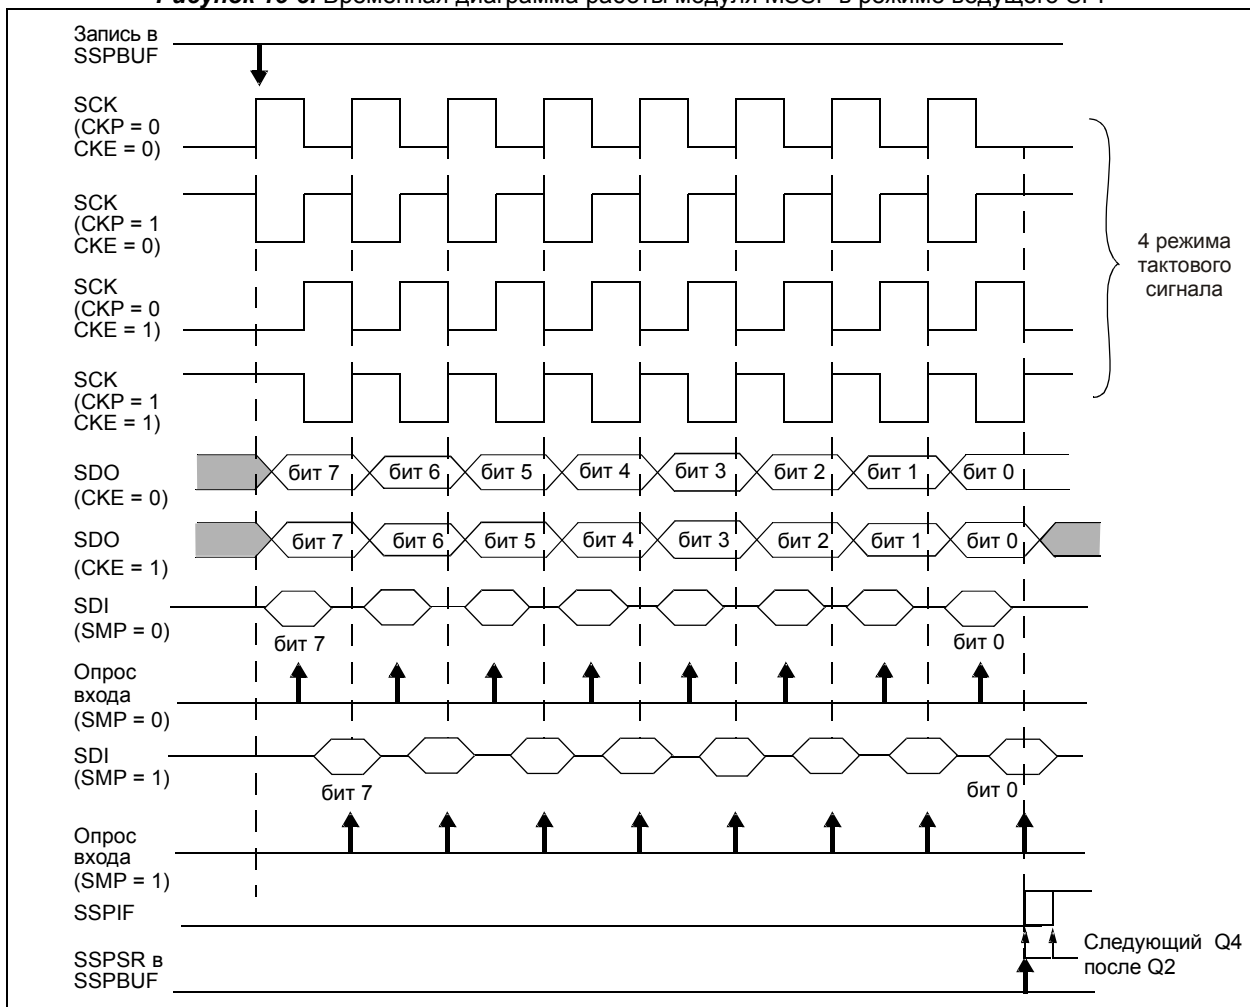 Рисунок 15-3. Временная диаграмма работы модуля MSSP в режиме ведущего SPI
Запись в
SSPBUF
SCK
(CKP = 0
CKE = 0)
SCK
(CKP = 1
CKE = 0)
SCK
(CKP = 0
CKE = 1)
SCK
(CKP = 1
CKE = 1)
4 режима
тактового
сигнала
SDO
(CKE = 0)
бит 7 бит 6 бит 5 бит 4 бит 3 бит 2 бит 1 бит 0
SDO
(CKE = 1)
бит 7 бит 6 бит 5 бит 4 бит 3 бит 2 бит 1 бит 0
SDI
(SMP = 0)
бит 7 бит 0
Опрос
входа
(SMP = 0)
SDI
(SMP = 1)
бит 7 бит 0
Опрос
входа
(SMP = 1)
SSPIF
SSPSR в
SSPBUF
Следующий Q4
после Q2